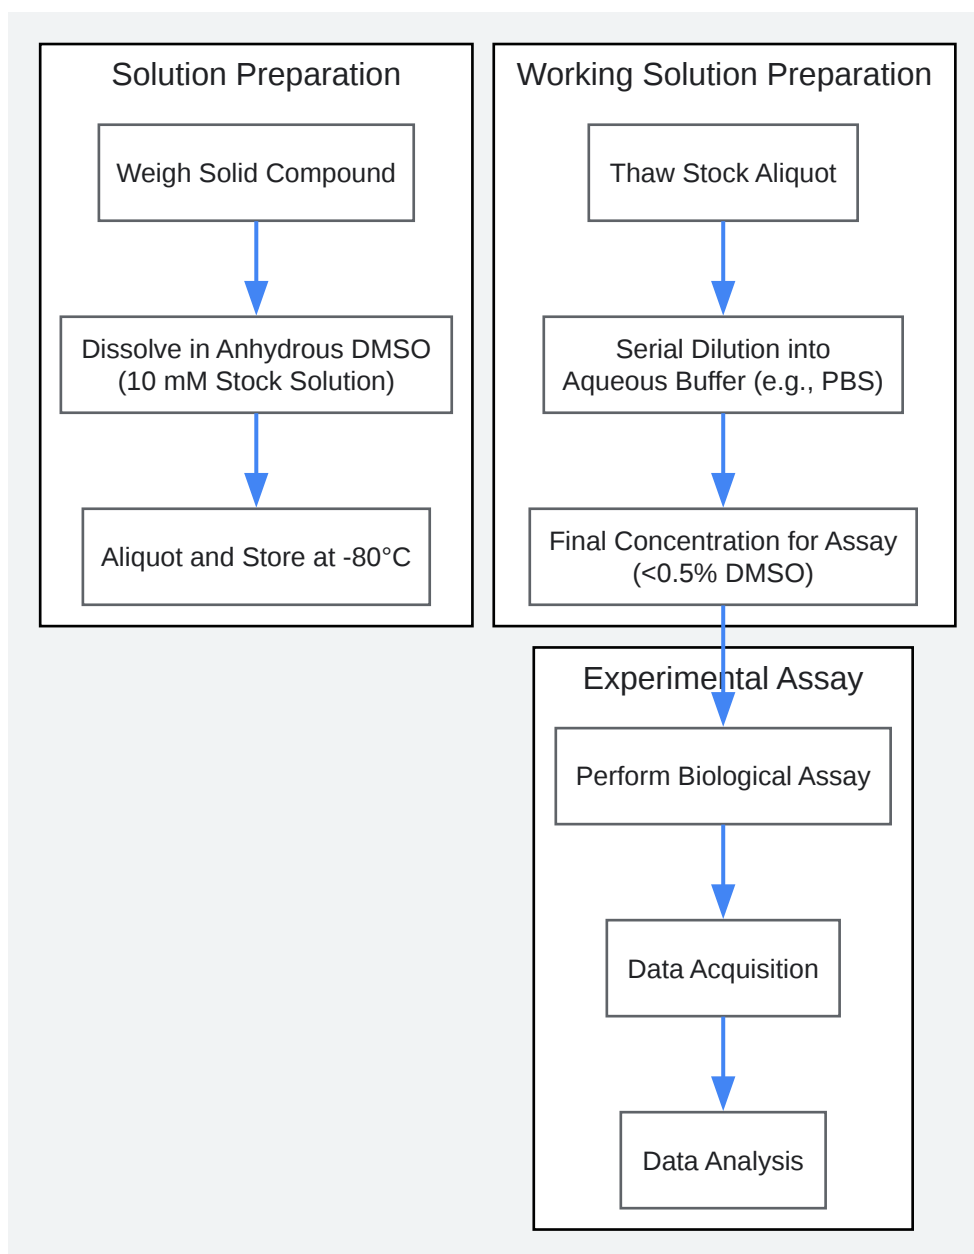 Solution Preparation
Weigh Solid Compound
Dissolve in Anhydrous DMSO
(10 mM Stock Solution)
Aliquot and Store at -80°C
Working Solution Preparation
Thaw Stock Aliquot
Serial Dilution into
Aqueous Buffer (e.g., PBS)
Final Concentration for Assay
(<0.5% DMSO)
Experimental Assay
Perform Biological Assay
Data Acquisition
Data Analysis